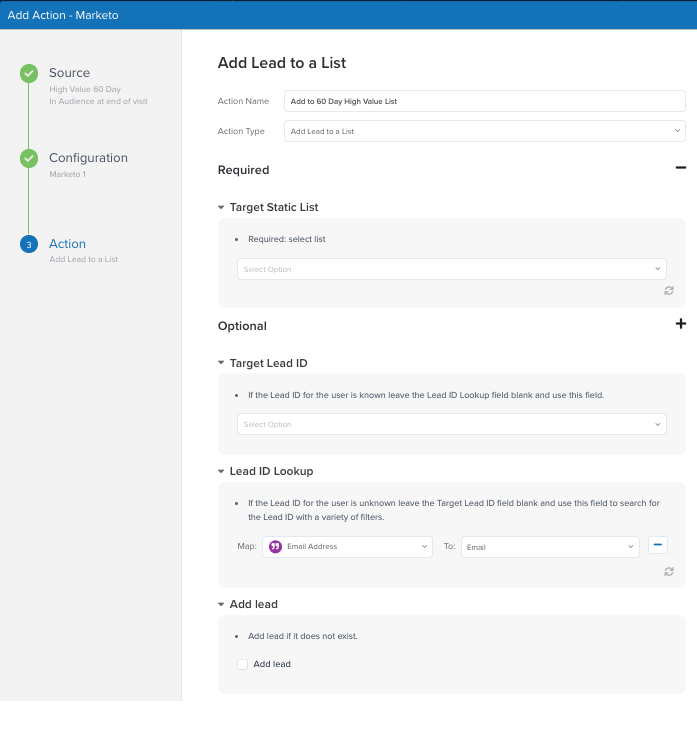 Add Action - Marketo
Source
High Value 60 Day
In Audience at end of visit
Configuration
Marketo 1
3
Action
Add Lead to a List
Add Lead to a List
Action Name
Add to 60 Day High Value List
Action Type
Add Lead to a List
Required
Target Static List
• Required: select list
Select Option
Optional
Target Lead ID
• If the Lead ID for the user is known leave the Lead ID Lookup field blank and use this field.
Select Option
Lead ID Lookup
• If the Lead ID for the user is unknown leave the Target Lead ID field blank and use this field to search for
the Lead ID with a variety of filters.
Map: Email Address To: Email
Add lead
• Add lead if it does not exist.
Add lead